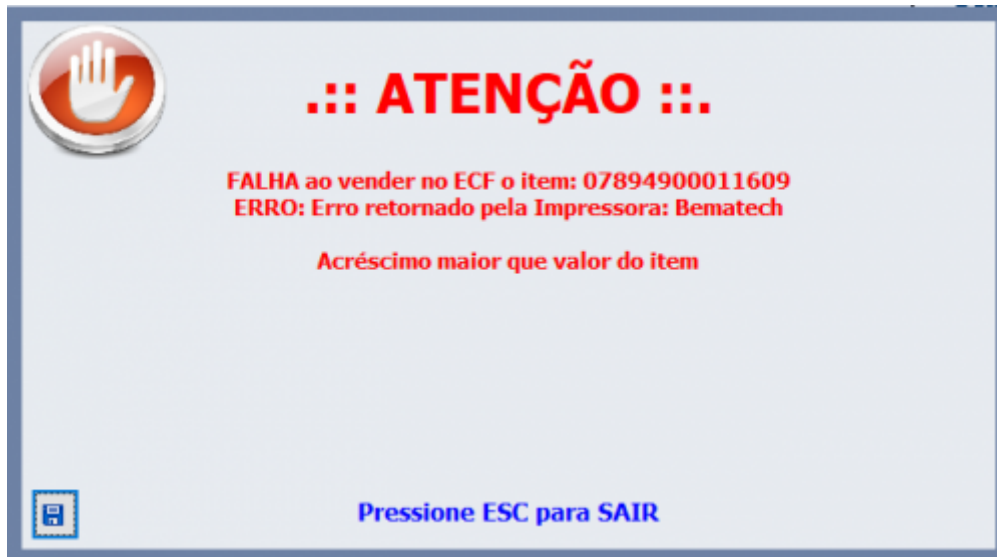 .:: ATENÇÃO ::.
FALHA ao vender no ECF o item: 07894900011609
ERRO: Erro retornado pela Impressora: Bematech
Acréscimo maior que valor do item
Pressione ESC para SAIR